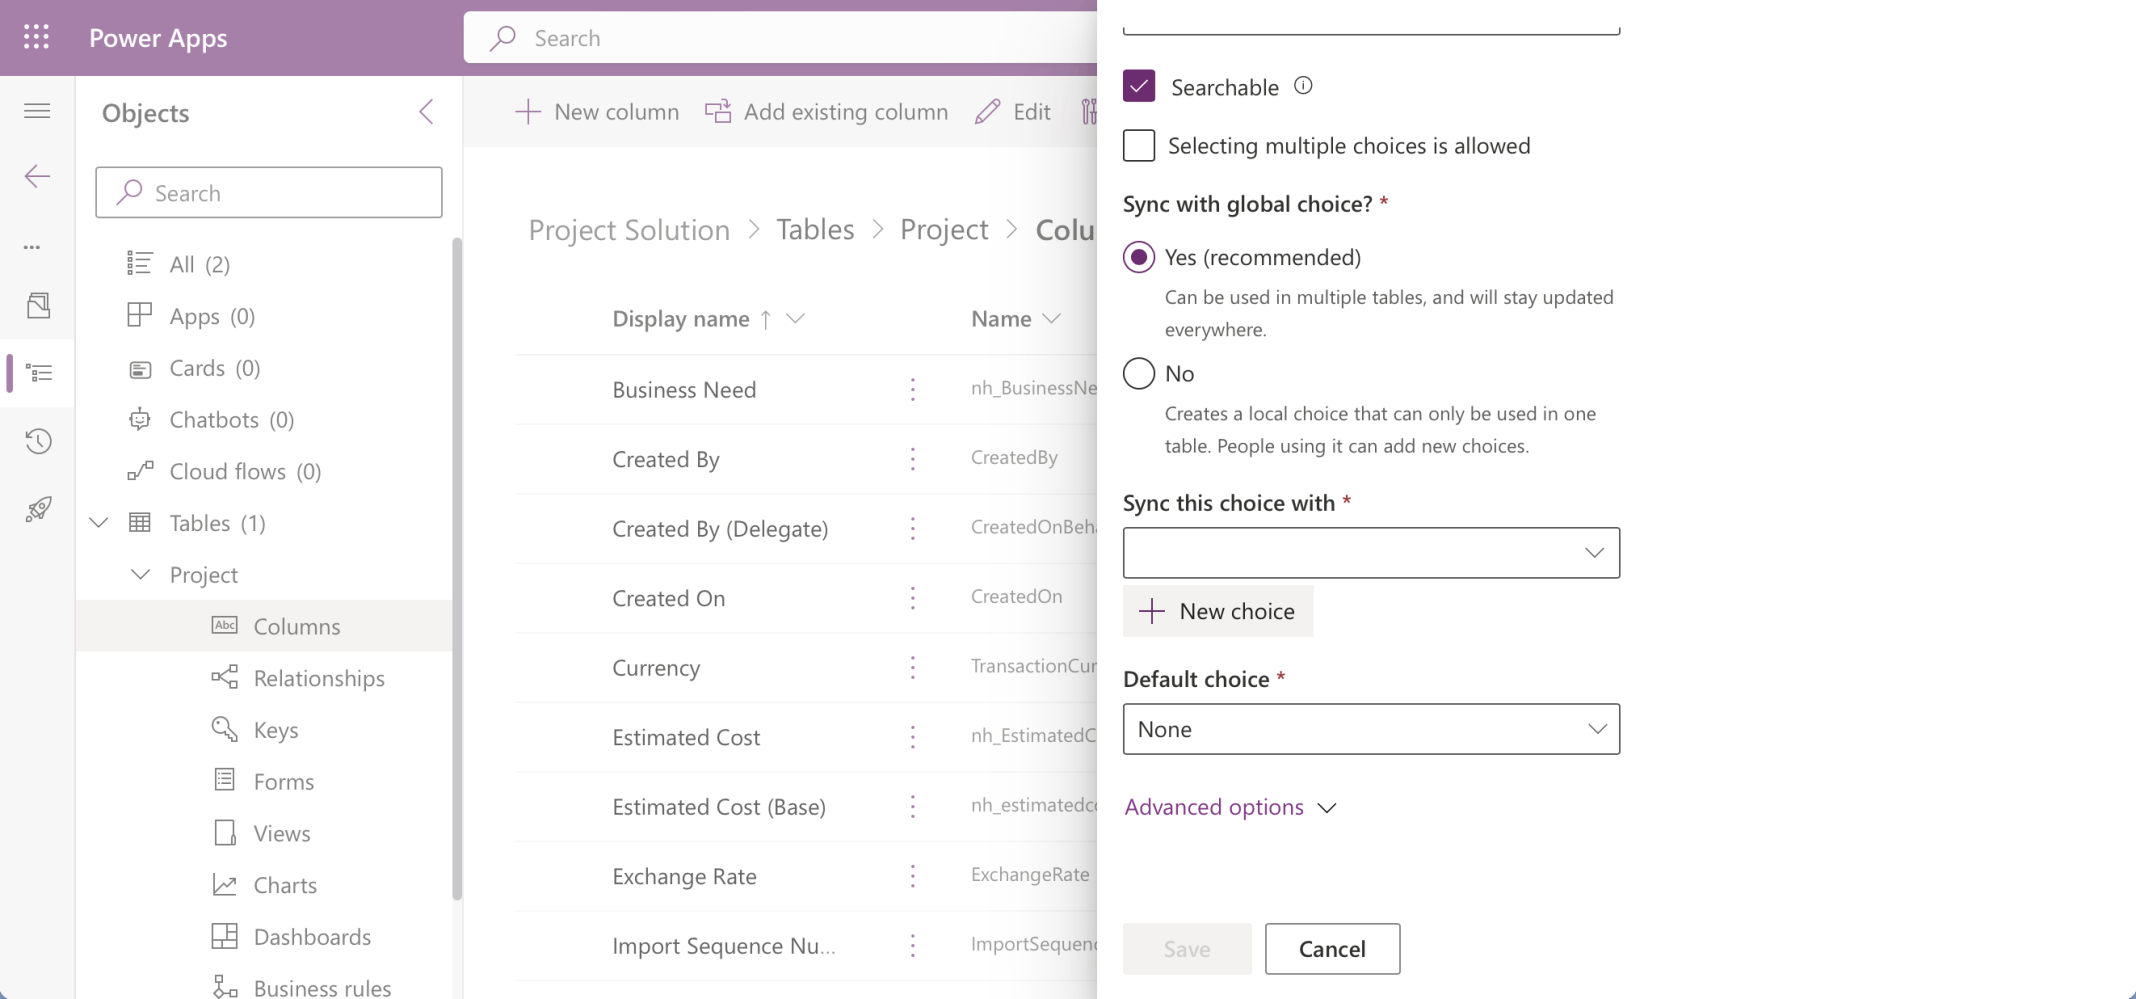 Power Apps
Search
Objects
Search
All (2)
Apps (0)
Cards (0)
Chatbots (0)
Cloud flows (0)
Tables (1)
Project
Abc Columns
Relationships
Keys
Forms
Views
Charts
Dashboards
Business rules
New column
Add existing column
Edit
Project Solution > Tables > Project > Colu
Display name ↑ Name
Business Need nh_BusinessNe
Created By CreatedBy
Created By (Delegate) CreatedOnBeha
Created On CreatedOn
Currency TransactionCur
Estimated Cost nh_EstimatedC
Estimated Cost (Base) nh_estimatedco
Exchange Rate ExchangeRate
Import Sequence Nu... ImportSequenc
Searchable
Selecting multiple choices is allowed
Sync with global choice? *
Yes (recommended)
Can be used in multiple tables, and will stay updated
everywhere.
No
Creates a local choice that can only be used in one
table. People using it can add new choices.
Sync this choice with *
New choice
Default choice *
None
Advanced options
Save
Cancel